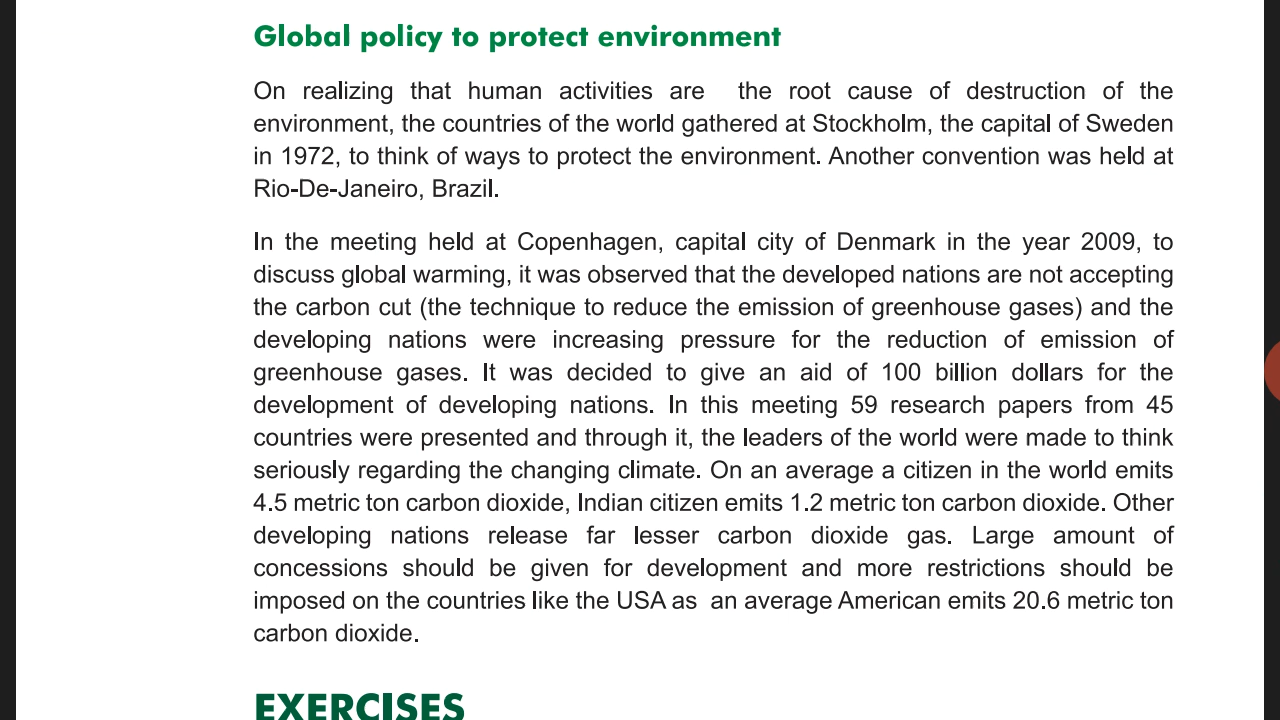 Global policy to protect environment
On realizing that human activities are the root cause of destruction of the
environment, the countries of the world gathered at Stockholm, the capital of Sweden
in 1972, to think of ways to protect the environment. Another convention was held at
Rio-De-Janeiro, Brazil.
In the meeting held at Copenhagen, capital city of Denmark in the year 2009, to
discuss global warming, it was observed that the developed nations are not accepting
the carbon cut (the technique to reduce the emission of greenhouse gases) and the
developing nations were increasing pressure for the reduction of emission of
greenhouse gases. It was decided to give an aid of 100 billion dollars for the
development of developing nations. In this meeting 59 research papers from 45
countries were presented and through it, the leaders of the world were made to think
seriously regarding the changing climate. On an average a citizen in the world emits
4.5 metric ton carbon dioxide, Indian citizen emits 1.2 metric ton carbon dioxide. Other
developing nations release far lesser carbon dioxide gas. Large amount of
concessions should be given for development and more restrictions should be
imposed on the countries like the USA as an average American emits 20.6 metric ton
carbon dioxide.
EXERCISES